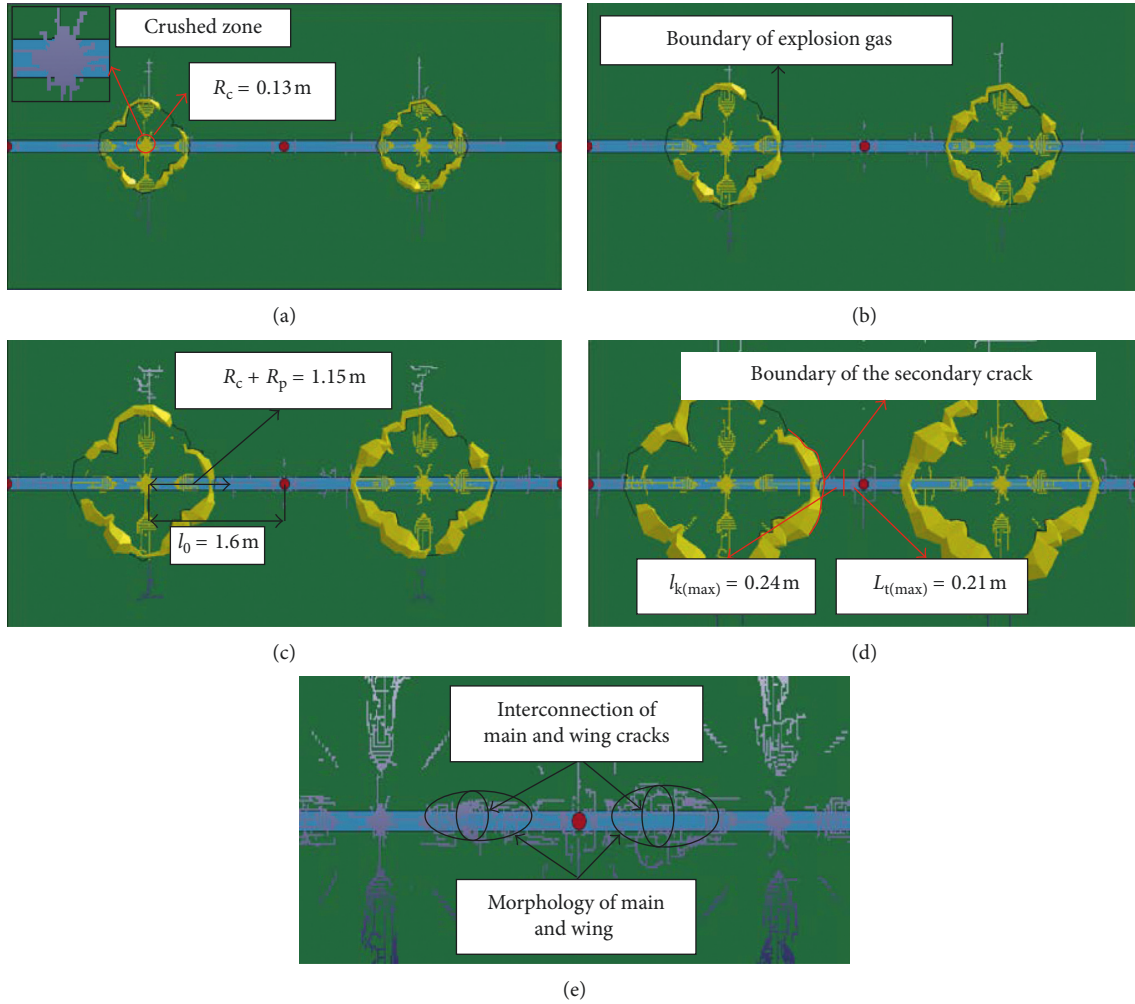 Crushed zone
R_c = 0.13 m
(a)
Boundary of explosion gas
(b)
R_c + R_p = 1.15 m
l_0 = 1.6 m
(c)
Boundary of the secondary crack
l_k(max) = 0.24 m
L_t(max) = 0.21 m
(d)
Interconnection of
main and wing cracks
Morphology of main
and wing
(e)